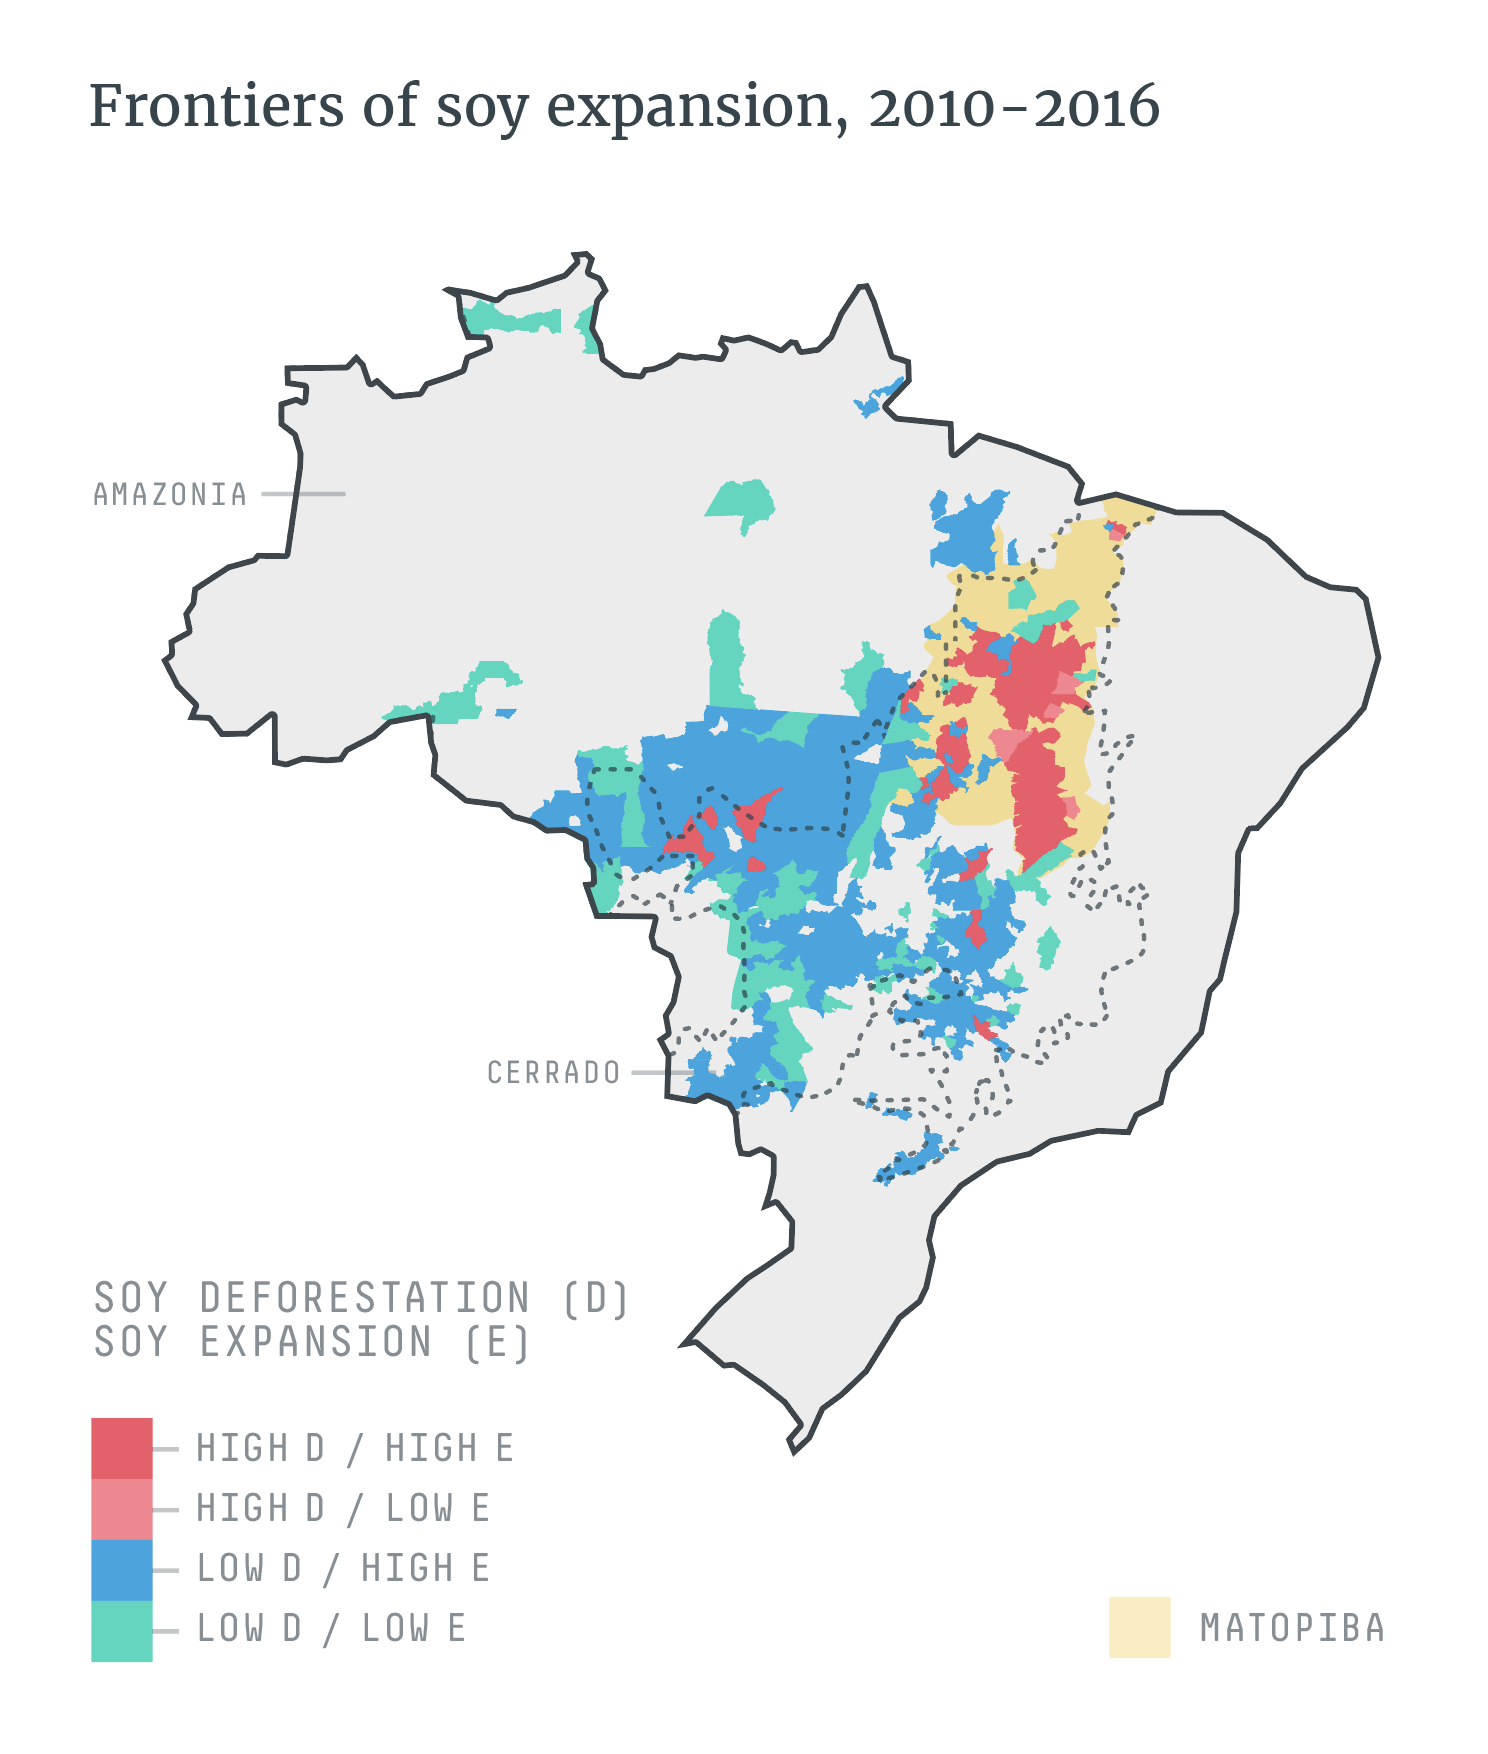 Frontiers of soy expansion, 2010-2016
AMAZONIA
CERRADO
SOY DEFORESTATION (D)
SOY EXPANSION (E)
HIGH D / HIGH E
HIGH D / LOW E
LOW D / HIGH E
LOW D / LOW E
MATOPIBA